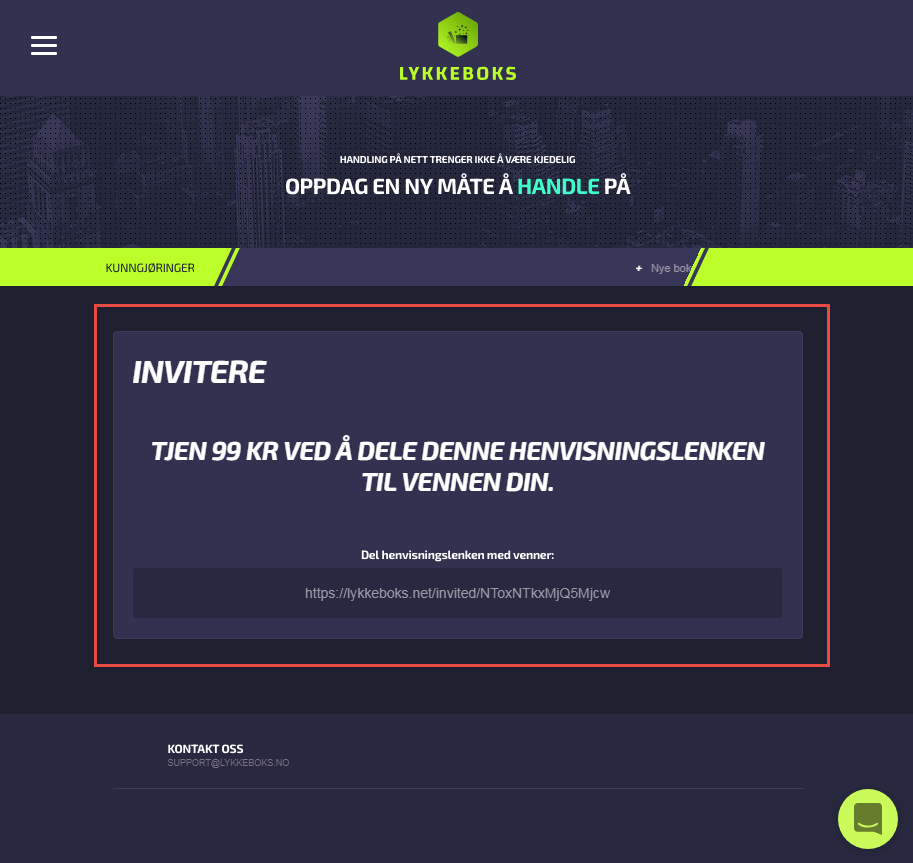 LYKKEBOKS
HANDLING PÅ NETT TRENGER IKKE Å VÆRE KJEDELIG
OPPDAG EN NY MÅTE Å HANDLE PÅ
KUNNGJØRINGER
Nye bok
INVITERE
TJEN 99 KR VED Å DELE DENNE HENVISNINGSLENKEN
TIL VENNEN DIN.
Del henvisningslenken med venner:
https://lykkeboks.net/invited/NToxNTkxMjQ5Mjcw
KONTAKT OSS
SUPPORT@LYKKEBOKS.NO